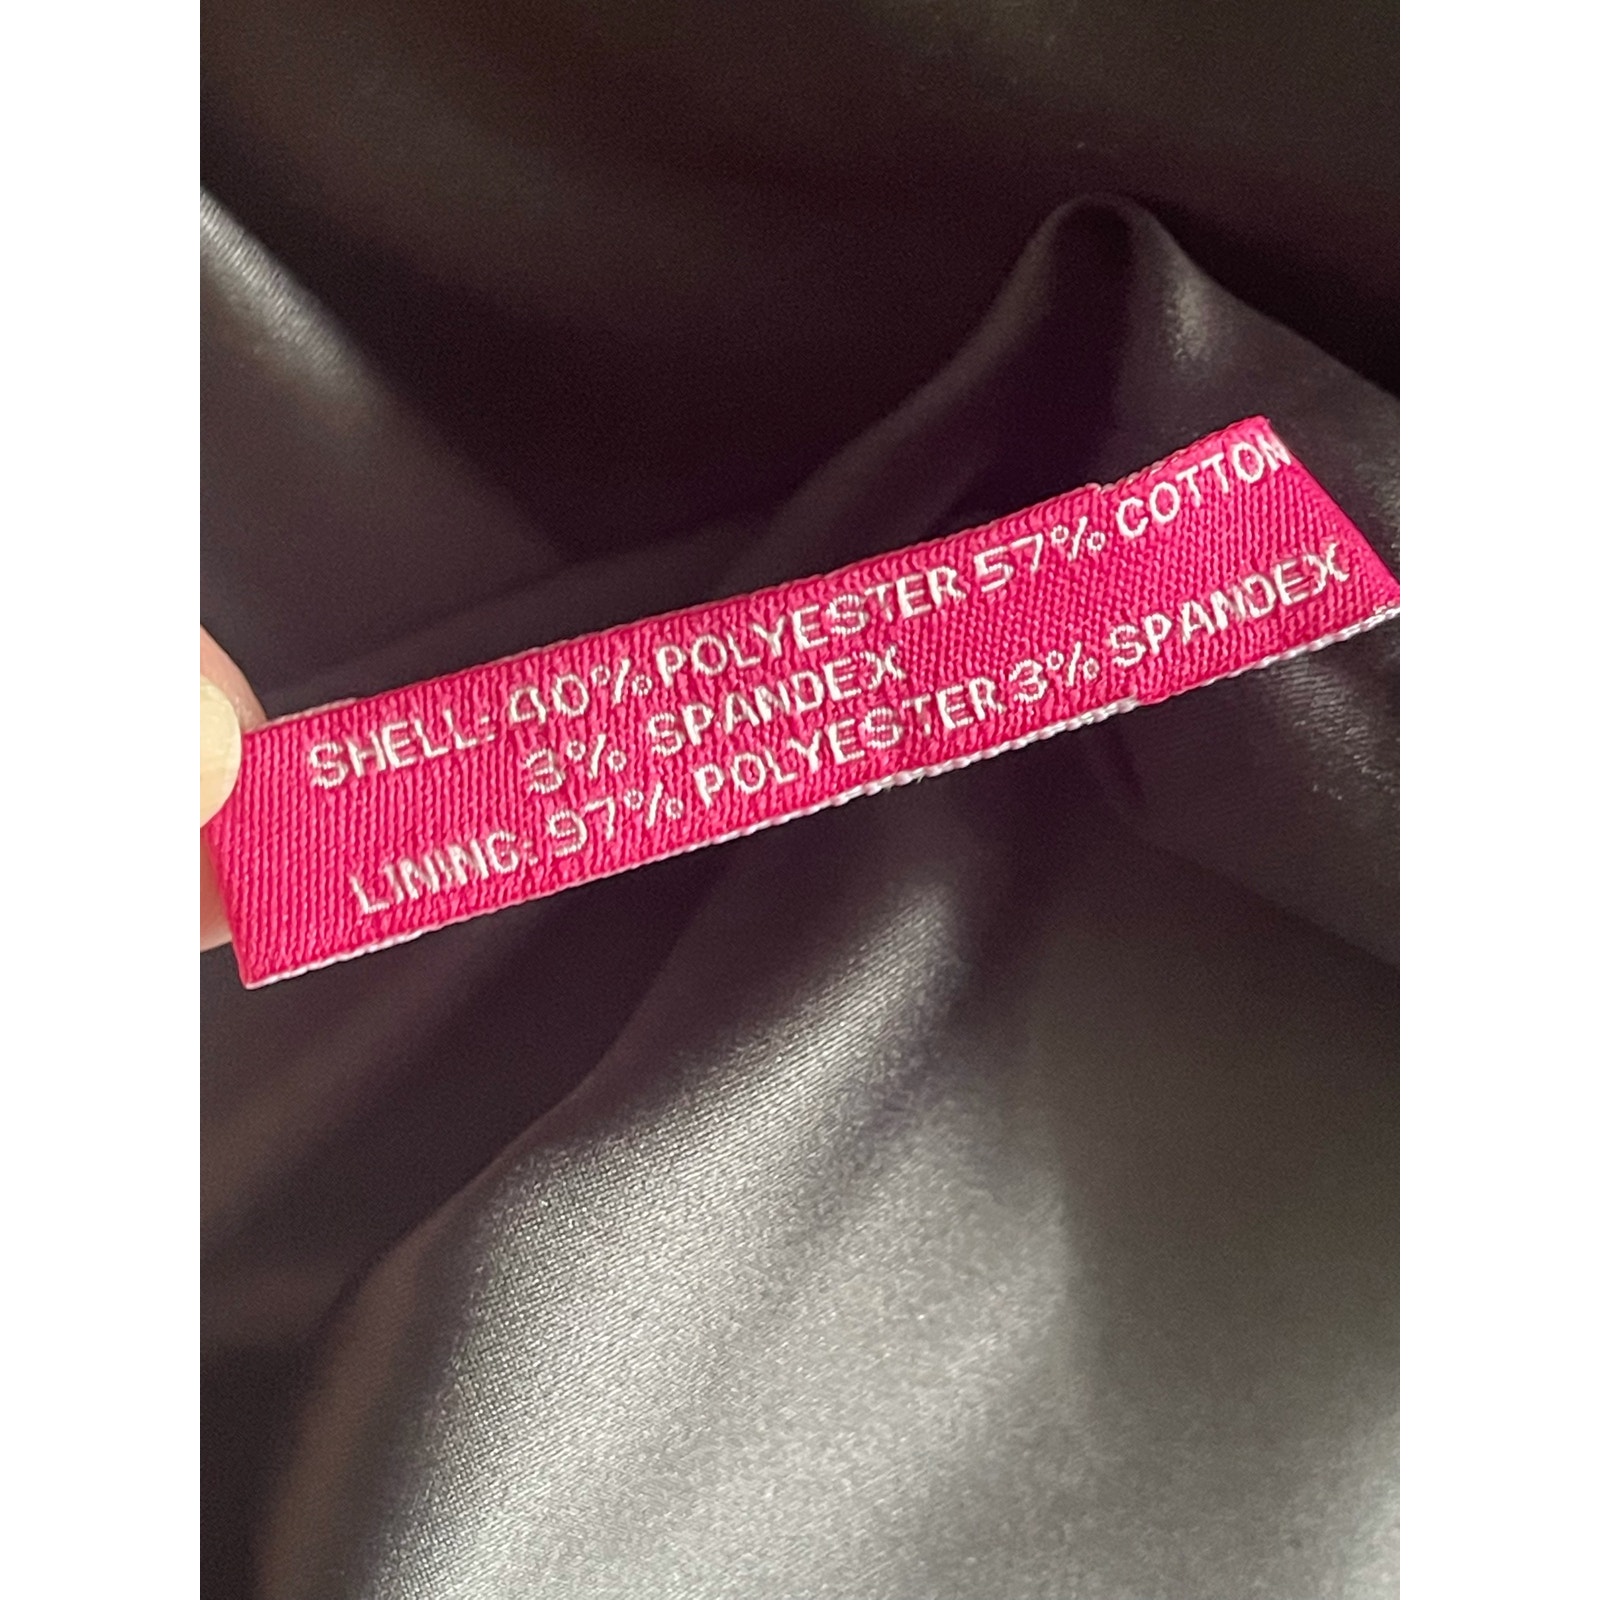 SHELL: 40% POLYESTER 57% COTTON
3% SPANDEX
LINING: 97% POLYESTER 3% SPANDEX